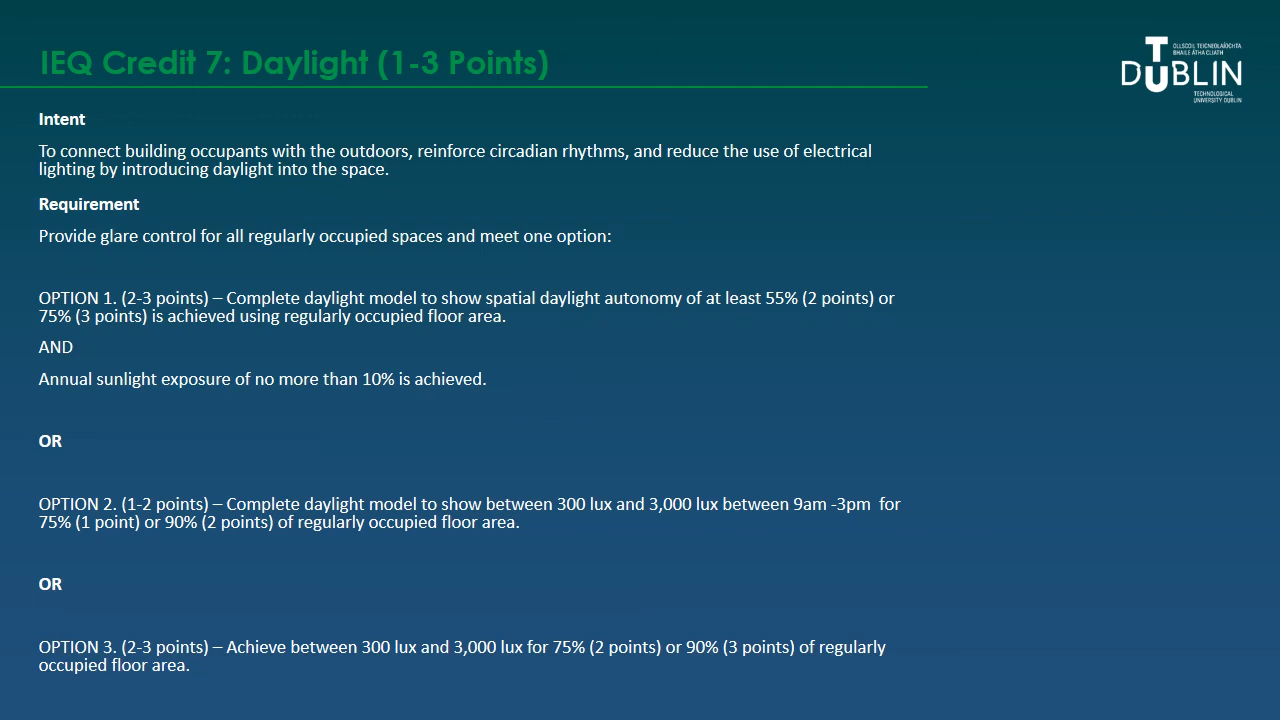 IEQ Credit 7: Daylight (1-3 Points)
OLLSCOIL TEICNEOLAÍOCHTA
BHAILE ÁTHA CLIATH
TU DUBLIN
TECHNOLOGICAL
UNIVERSITY DUBLIN
Intent
To connect building occupants with the outdoors, reinforce circadian rhythms, and reduce the use of electrical
lighting by introducing daylight into the space.
Requirement
Provide glare control for all regularly occupied spaces and meet one option:
OPTION 1. (2-3 points) – Complete daylight model to show spatial daylight autonomy of at least 55% (2 points) or
75% (3 points) is achieved using regularly occupied floor area.
AND
Annual sunlight exposure of no more than 10% is achieved.
OR
OPTION 2. (1-2 points) – Complete daylight model to show between 300 lux and 3,000 lux between 9am -3pm  for
75% (1 point) or 90% (2 points) of regularly occupied floor area.
OR
OPTION 3. (2-3 points) – Achieve between 300 lux and 3,000 lux for 75% (2 points) or 90% (3 points) of regularly
occupied floor area.